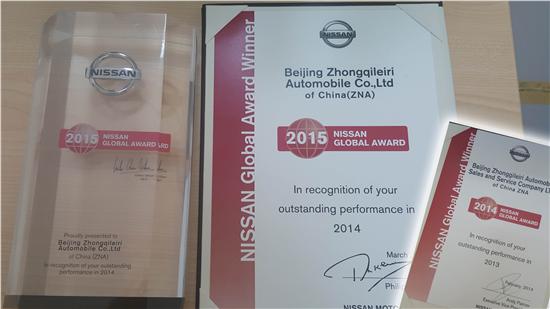 NISSAN
2015 NISSAN
GLOBAL AWARD
Proudly presented to
Beijing Zhongqileiri
Automobile Co.,Ltd
of China (ZNA)
In recognition of your outstanding
performance in 2014
NISSAN Global Award Winner
NISSAN
Beijing Zhongqileiri
Automobile Co.,Ltd
of China(ZNA)
2015 NISSAN
GLOBAL AWARD
In recognition of your
outstanding performance in
2014
March
NISSAN MOTO
NISSAN Global Award Winner
NISSAN
Beijing Zhongqileiri Automobile
Sales and Service Company
of China ZNA
2014 NISSAN
GLOBAL AWARD
In recognition of your
outstanding performance in
2013
February, 2014
Andy Palmer
Executive Vice